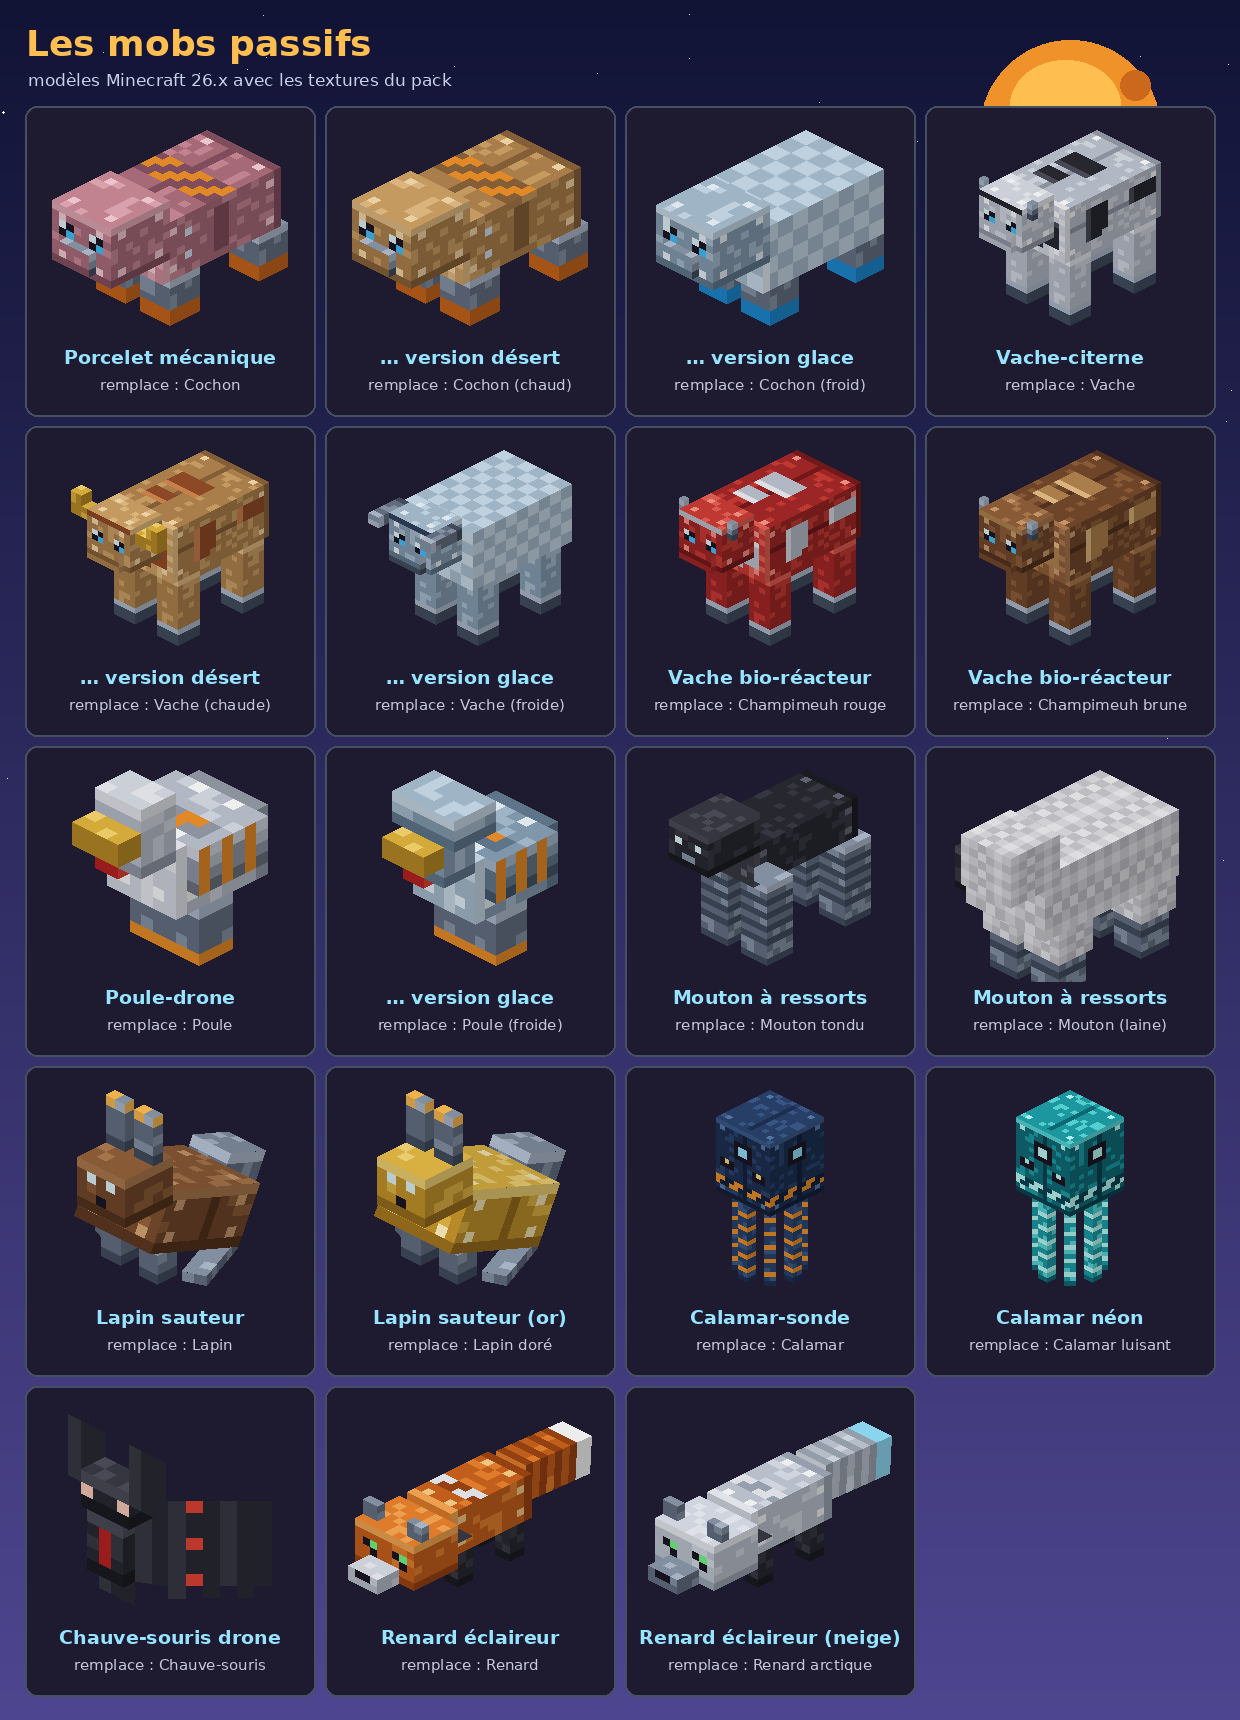 Les mobs passifs
modèles Minecraft 26.x avec les textures du pack
Porcelet mécanique
remplace : Cochon
... version désert
remplace : Cochon (chaud)
... version glace
remplace : Cochon (froid)
Vache-citerne
remplace : Vache
... version désert
remplace : Vache (chaude)
... version glace
remplace : Vache (froide)
Vache bio-réacteur
remplace : Champimeuh rouge
Vache bio-réacteur
remplace : Champimeuh brune
Poule-drone
remplace : Poule
... version glace
remplace : Poule (froide)
Mouton à ressorts
remplace : Mouton tondu
Mouton à ressorts
remplace : Mouton (laine)
Lapin sauteur
remplace : Lapin
Lapin sauteur (or)
remplace : Lapin doré
Calamar-sonde
remplace : Calamar
Calamar néon
remplace : Calamar luisant
Chauve-souris drone
remplace : Chauve-souris
Renard éclaireur
remplace : Renard
Renard éclaireur (neige)
remplace : Renard arctique